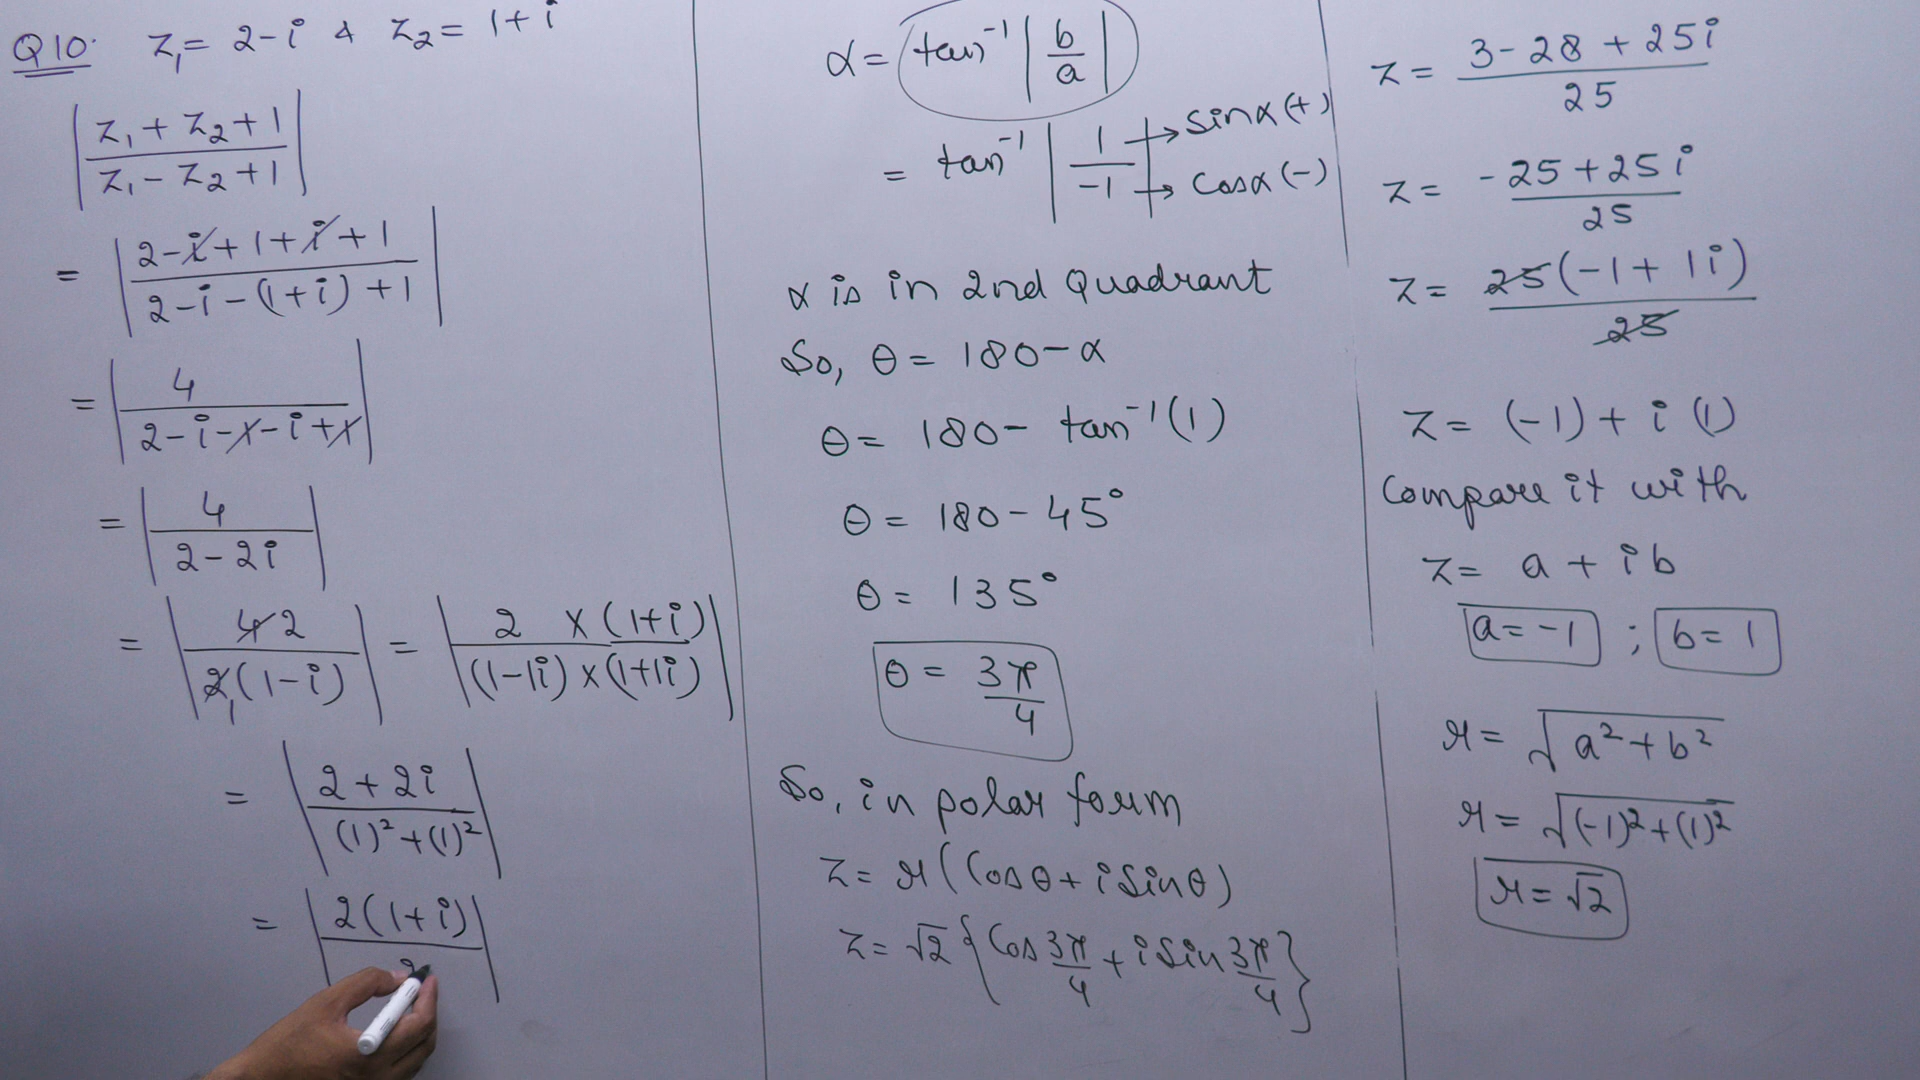 Q10. z₁ = 2-i & z₂ = 1+i
|(z₁ + z₂ + 1)/(z₁ - z₂ + 1)|
= |(2-i+1+i+1)/(2-i-(1+i)+1)|
= |4/(2-i-1-i+1)|
= |4/(2-2i)|
= |4 2/2 1(1-i)| = |(2 × (1+i))/((1-1i) × (1+1i))|
= |(2+2i)/((1)²+(1)²)|
= |2(1+i)/2|
α = tan⁻¹ |b/a|
= tan⁻¹ |1/-1| → sinα (+) → cosα (-)
α is in 2nd Quadrant
So, θ = 180-α
θ = 180 - tan⁻¹(1)
θ = 180 - 45°
θ = 135°
θ = 3π/4
So, in polar form
z = r(Cosθ + i Sinθ)
z = √2 {Cos 3π/4 + i Sin 3π/4}
z = (3-28+25i)/25
z = (-25+25i)/25
z = 25(-1+1i)/25
z = (-1) + i (1)
Compare it with
z = a + ib
a = -1 ; b = 1
r = √(a²+b²)
r = √((-1)²+(1)²)
r = √2